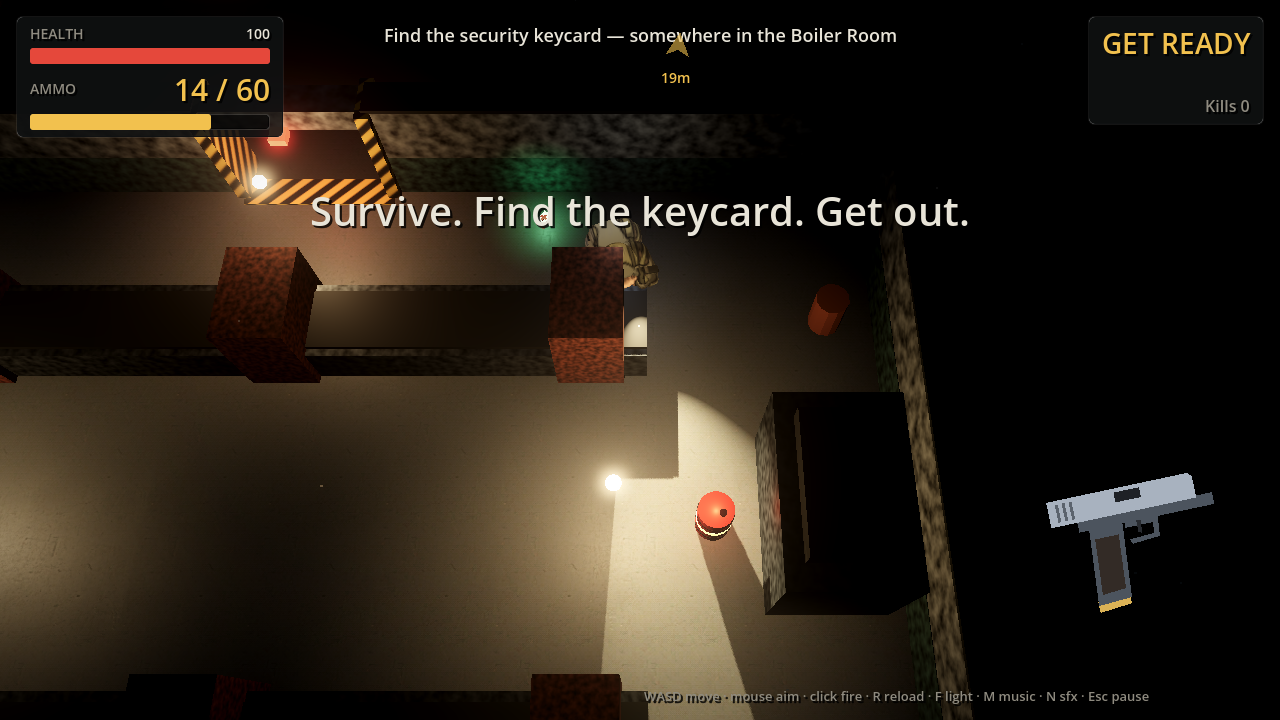 HEALTH 100
AMMO 14 / 60
Find the security keycard — somewhere in the Boiler Room
19m
GET READY
Kills 0
Survive. Find the keycard. Get out.
WASD move · mouse aim · click fire · R reload · F light · M music · N sfx · Esc pause